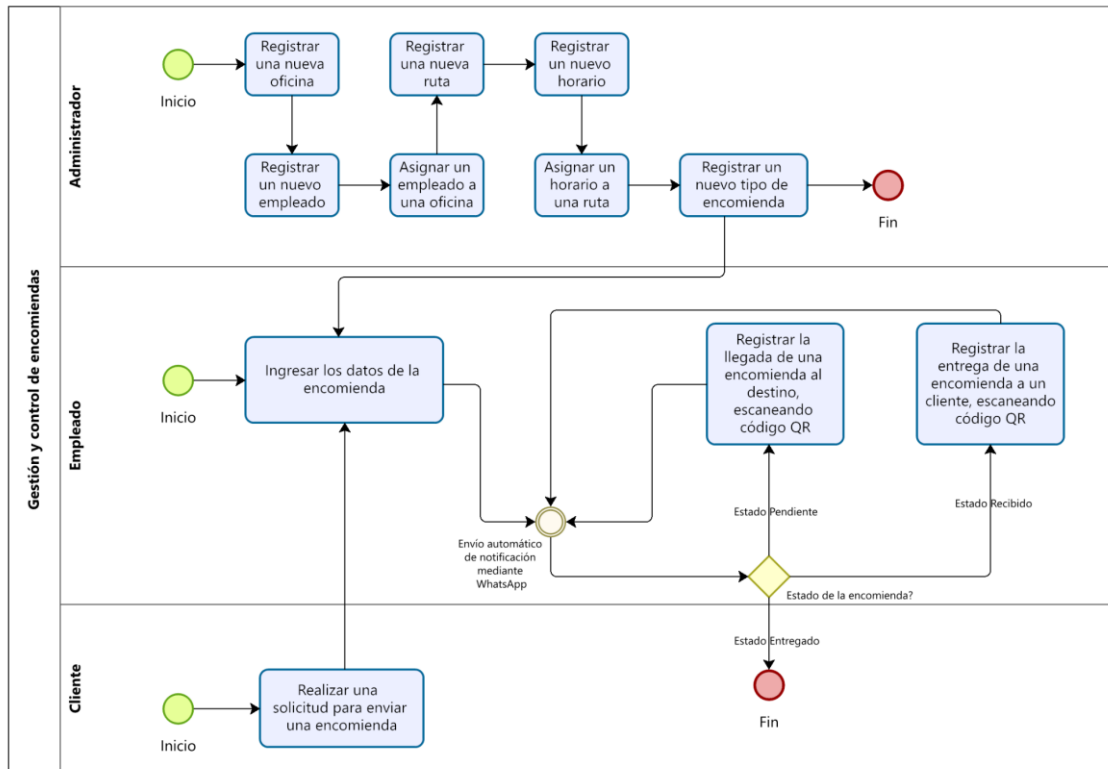 Gestión y control de encomiendas
Administrador
Inicio
Registrar
una nueva
oficina
Registrar
un nuevo
empleado
Asignar un
empleado a
una oficina
Registrar
una nueva
ruta
Registrar
un nuevo
horario
Asignar un
horario a
una ruta
Registrar un
nuevo tipo de
encomienda
Fin
Empleado
Inicio
Ingresar los datos de la
encomienda
Envío automático
de notificación
mediante
WhatsApp
Registrar la
llegada de una
encomienda al
destino,
escaneando
código QR
Registrar la
entrega de una
encomienda a un
cliente, escaneando
código QR
Estado Pendiente
Estado Recibido
Estado de la encomienda?
Cliente
Inicio
Realizar una
solicitud para enviar
una encomienda
Estado Entregado
Fin